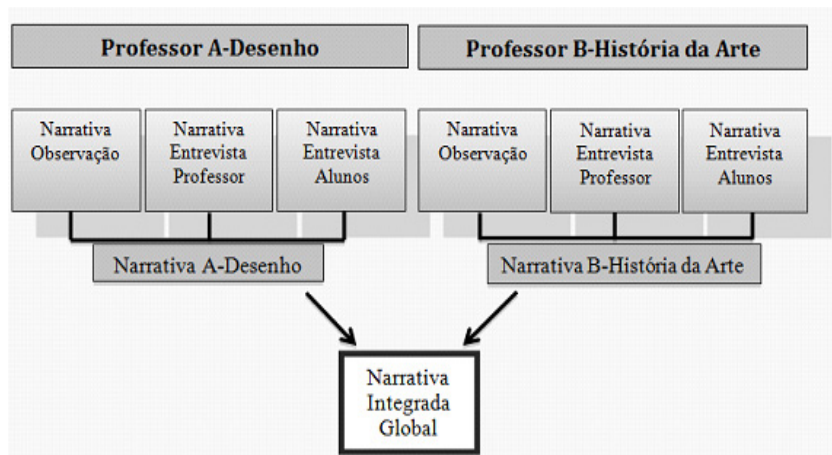 Professor A-Desenho
Professor B-História da Arte
Narrativa
Observação
Narrativa
Entrevista
Professor
Narrativa
Entrevista
Alunos
Narrativa
Observação
Narrativa
Entrevista
Professor
Narrativa
Entrevista
Alunos
Narrativa A-Desenho
Narrativa B-História da Arte
Narrativa
Integrada
Global